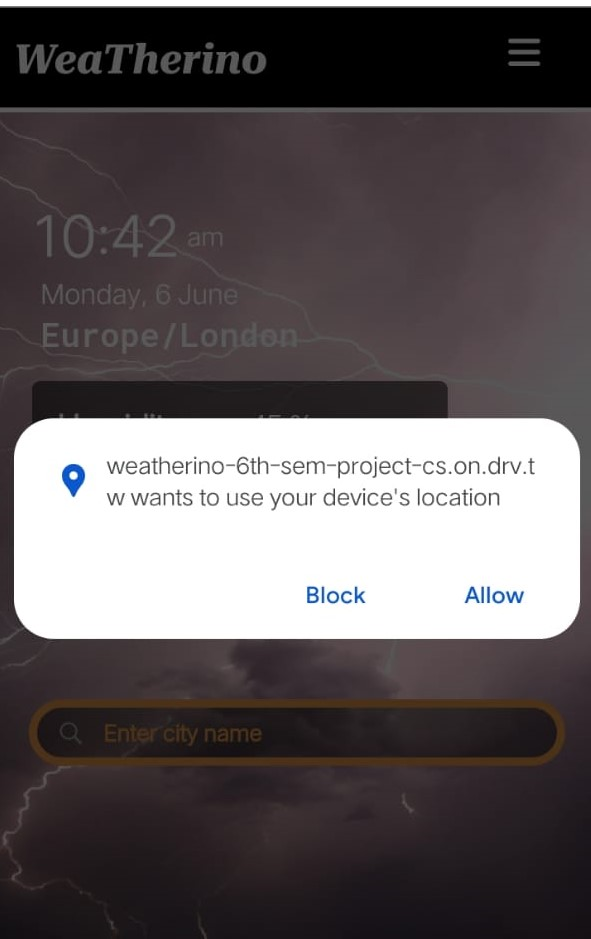 WeaTherino
10:42 am
Monday, 6 June
Europe/London
weatherino-6th-sem-project-cs.on.drv.t
w wants to use your device's location
Block Allow
Enter city name